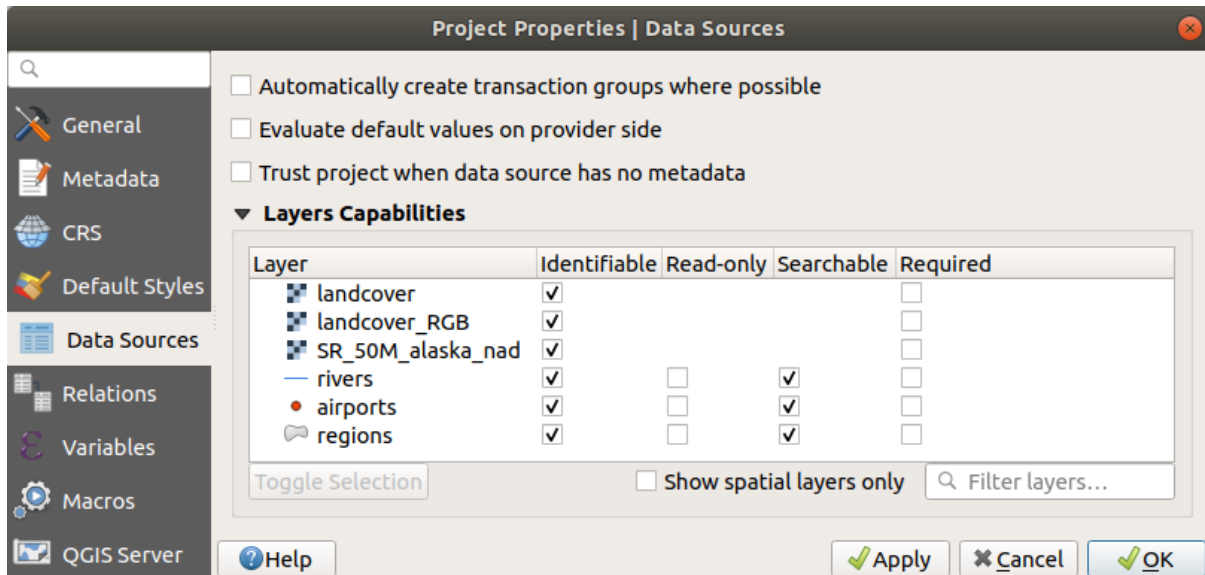 Project Properties | Data Sources
General
Metadata
CRS
Default Styles
Data Sources
Relations
Variables
Macros
QGIS Server
Automatically create transaction groups where possible
Evaluate default values on provider side
Trust project when data source has no metadata
Layers Capabilities
Layer Identifiable Read-only Searchable Required
landcover
landcover_RGB
SR_50M_alaska_nad
rivers
airports
regions
Toggle Selection Show spatial layers only Filter layers...
Help Apply Cancel OK